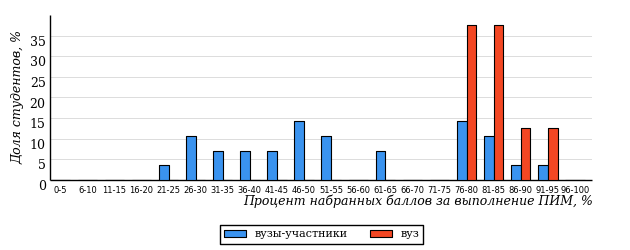 Доля студентов, %
35
30
25
20
15
10
5
0
0-5 6-10 11-15 16-20 21-25 26-30 31-35 36-40 41-45 46-50 51-55 56-60 61-65 66-70 71-75 76-80 81-85 86-90 91-95 96-100
Процент набранных баллов за выполнение ПИМ, %
вузы-участники вуз